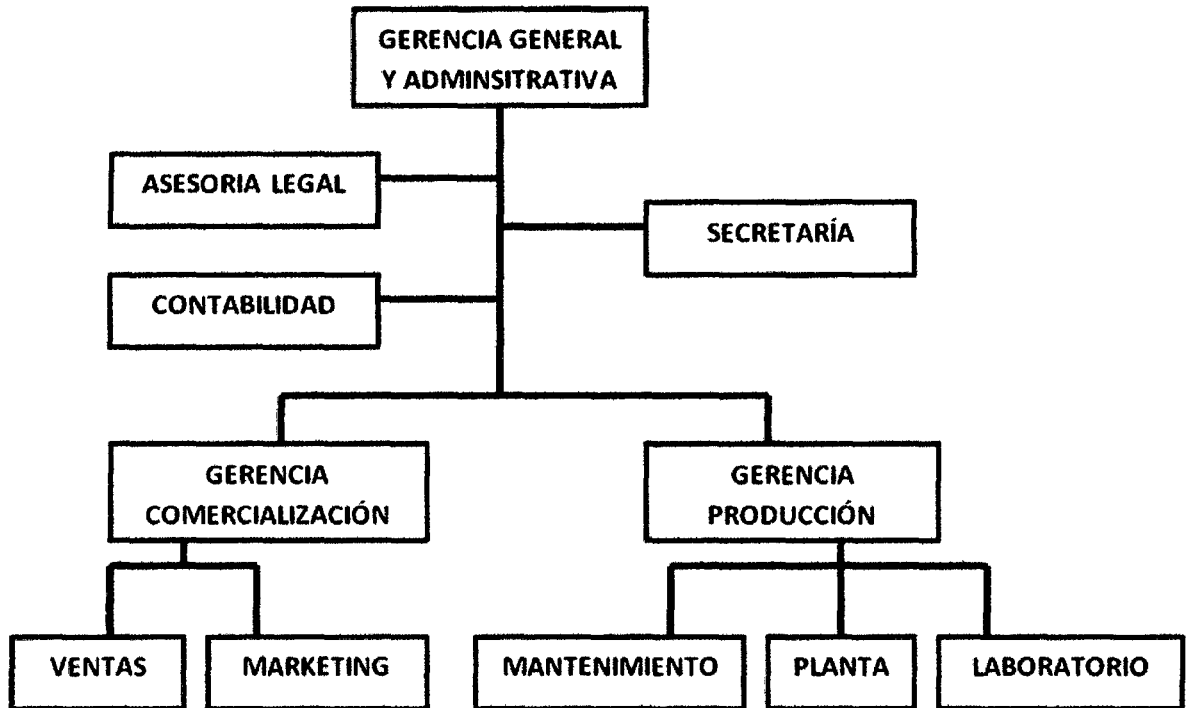 GERENCIA GENERAL
Y ADMINSITRATIVA
ASESORIA LEGAL
SECRETARÍA
CONTABILIDAD
GERENCIA
COMERCIALIZACIÓN
GERENCIA
PRODUCCIÓN
VENTAS
MARKETING
MANTENIMIENTO
PLANTA
LABORATORIO